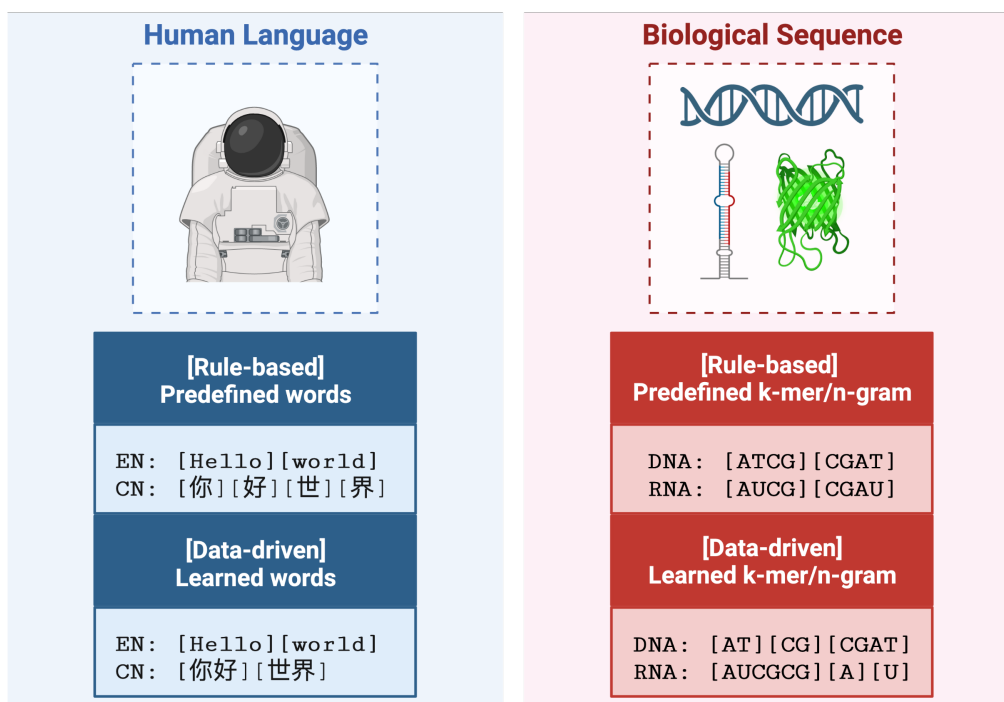 Human Language
[Rule-based]
Predefined words
EN: [Hello][world]
CN: [你][好][世][界]
[Data-driven]
Learned words
EN: [Hello][world]
CN: [你好][世界]
Biological Sequence
[Rule-based]
Predefined k-mer/n-gram
DNA: [ATCG][CGAT]
RNA: [AUCG][CGAU]
[Data-driven]
Learned k-mer/n-gram
DNA: [AT][CG][CGAT]
RNA: [AUCGCG][A][U]